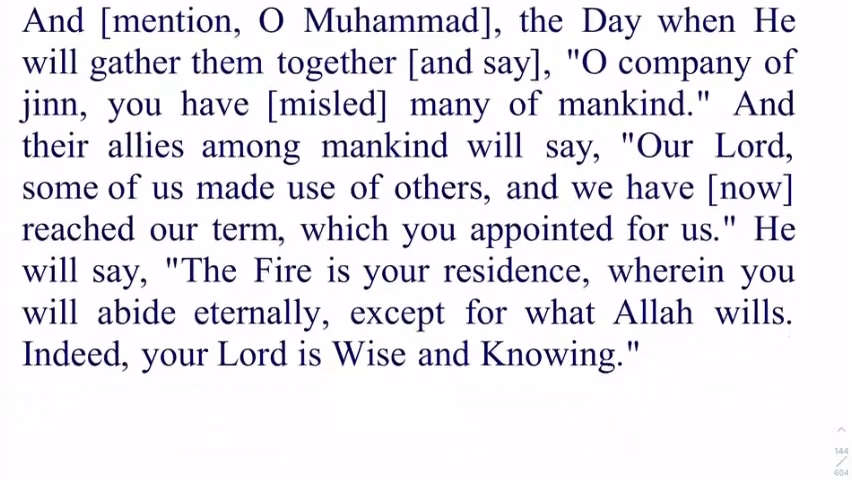 And [mention, O Muhammad], the Day when He
will gather them together [and say], "O company of
jinn, you have [misled] many of mankind." And
their allies among mankind will say, "Our Lord,
some of us made use of others, and we have [now]
reached our term, which you appointed for us." He
will say, "The Fire is your residence, wherein you
will abide eternally, except for what Allah wills.
Indeed, your Lord is Wise and Knowing."
144
/
604